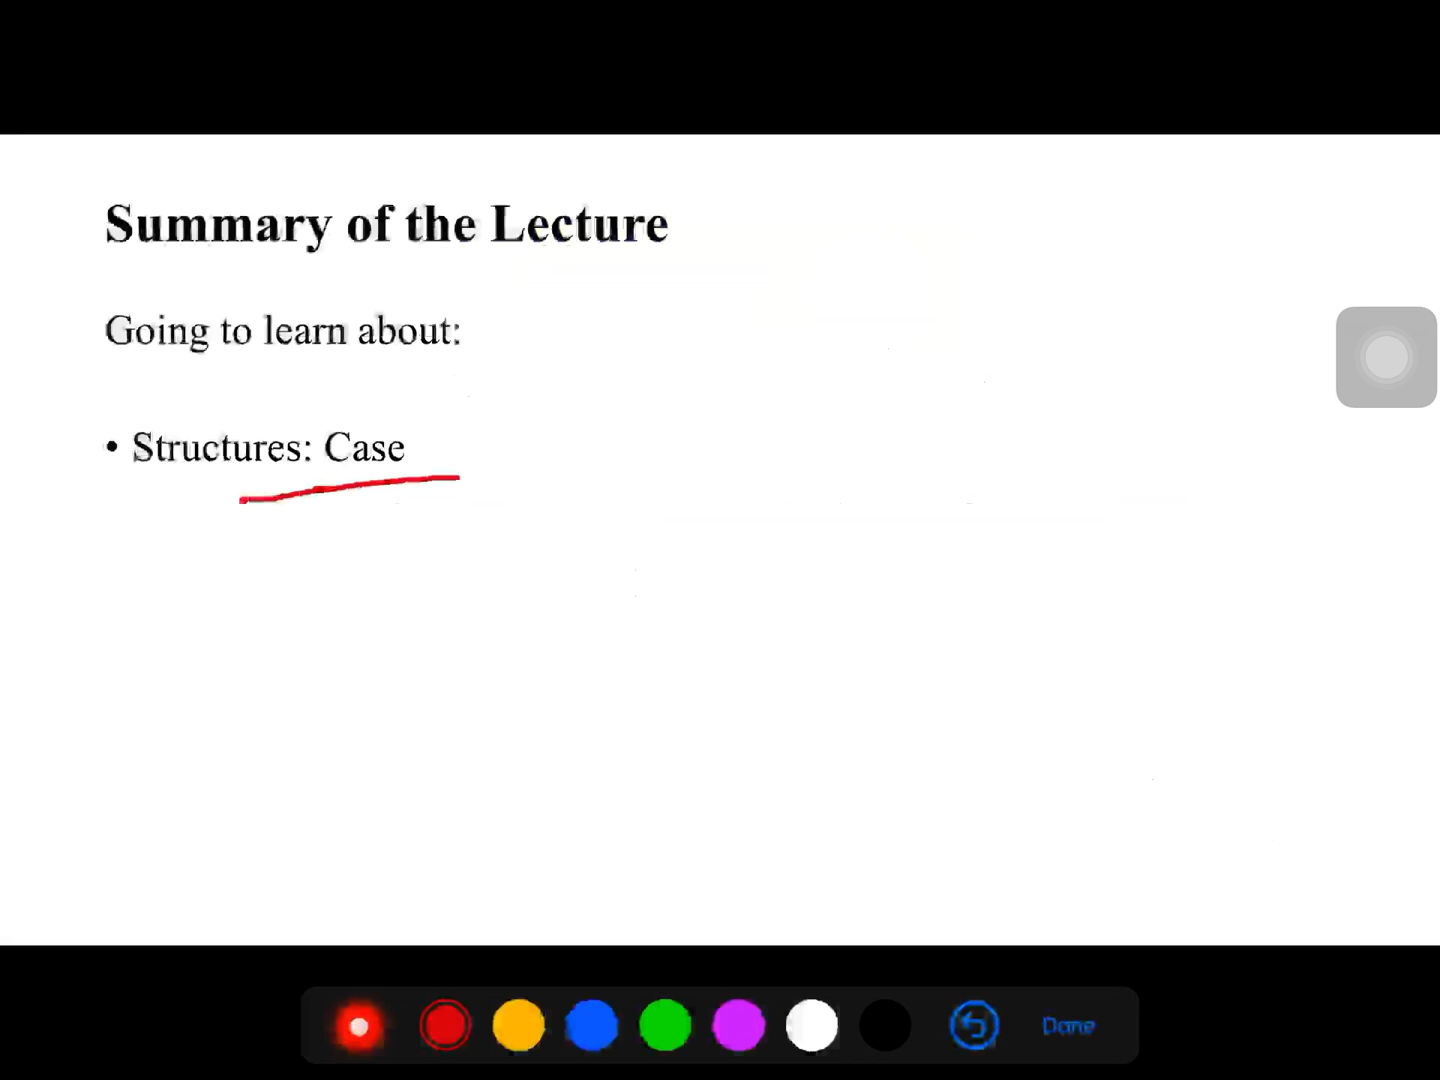 Summary of the Lecture
Going to learn about:
• Structures: Case
Done